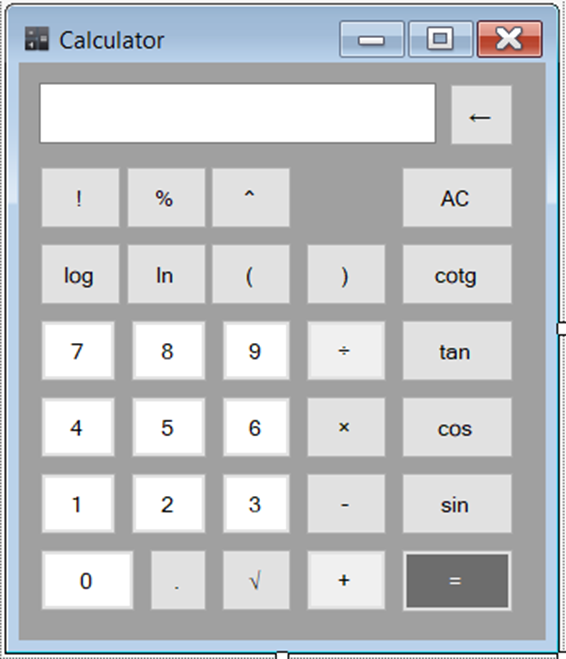 Calculator
←
! % ^ AC
log ln ( ) cotg
7 8 9 ÷ tan
4 5 6 × cos
1 2 3 - sin
0 . √ + =